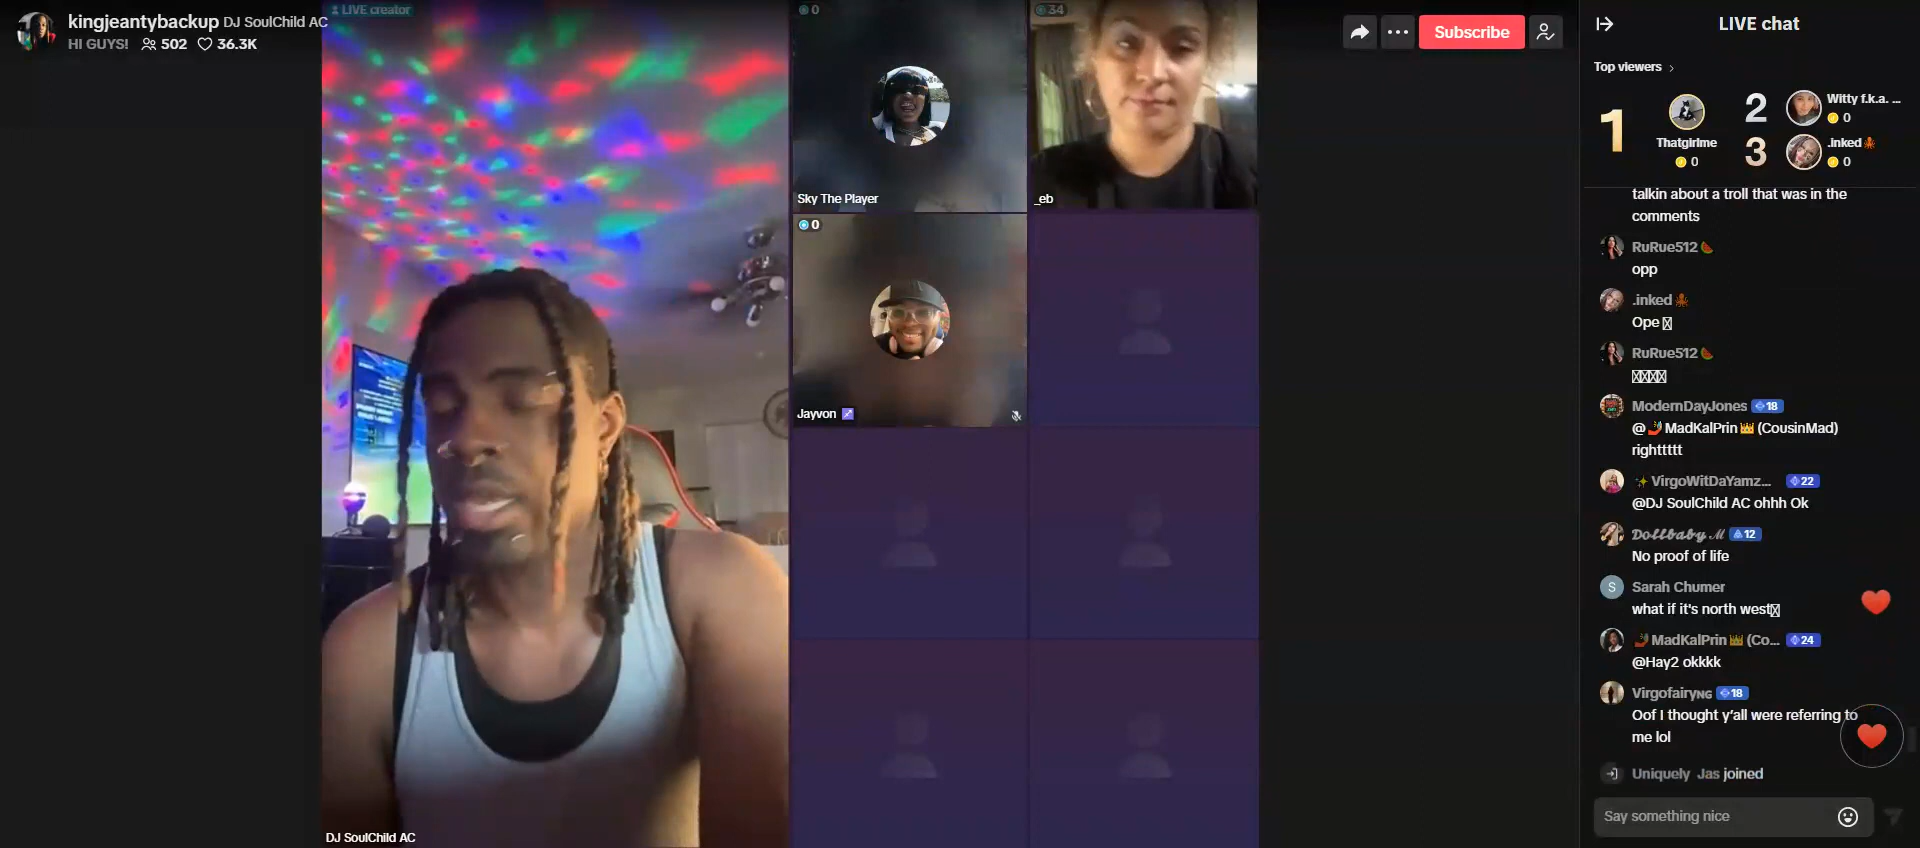 kingjeantybackup DJ SoulChild AC
HI GUYS! 502 36.3K
LIVE creator
0
34
Subscribe
Sky The Player
_eb
0
Jayvon
DJ SoulChild AC
LIVE chat
Top viewers
1
Thatgirlme
0
2
Witty f.k.a. ...
0
3
.inked
0
talkin about a troll that was in the
comments
RuRue512
opp
.inked
Ope
RuRue512
ModernDayJones 18
@ MadKalPrin (CousinMad)
righttttt
VirgoWitDaYamz... 22
@DJ SoulChild AC ohhh Ok
𝓓𝓸𝓵𝓵𝓫𝓪𝓫𝔂 ℳ 12
No proof of life
S
Sarah Chumer
what if it's north west
MadKalPrin (Co... 24
@Hay2 okkkk
Virgofairyɴɢ 18
Oof I thought y'all were referring to
me lol
Uniquely Jas joined
Say something nice